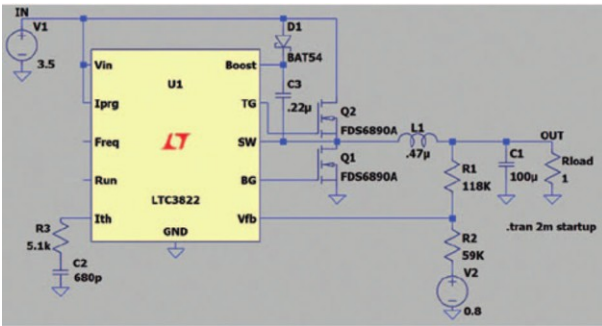 IN
V1
3.5
D1
BAT54
Vin
U1
Boost
C3
.22µ
Iprg
TG
Q2
FDS6890A
Freq
SW
L1
.47µ
OUT
Q1
FDS6890A
R1
118K
C1
100µ
Rload
1
Run
BG
LTC3822
R3
5.1k
Ith
Vfb
GND
.tran 2m startup
R2
59K
C2
680p
V2
0.8